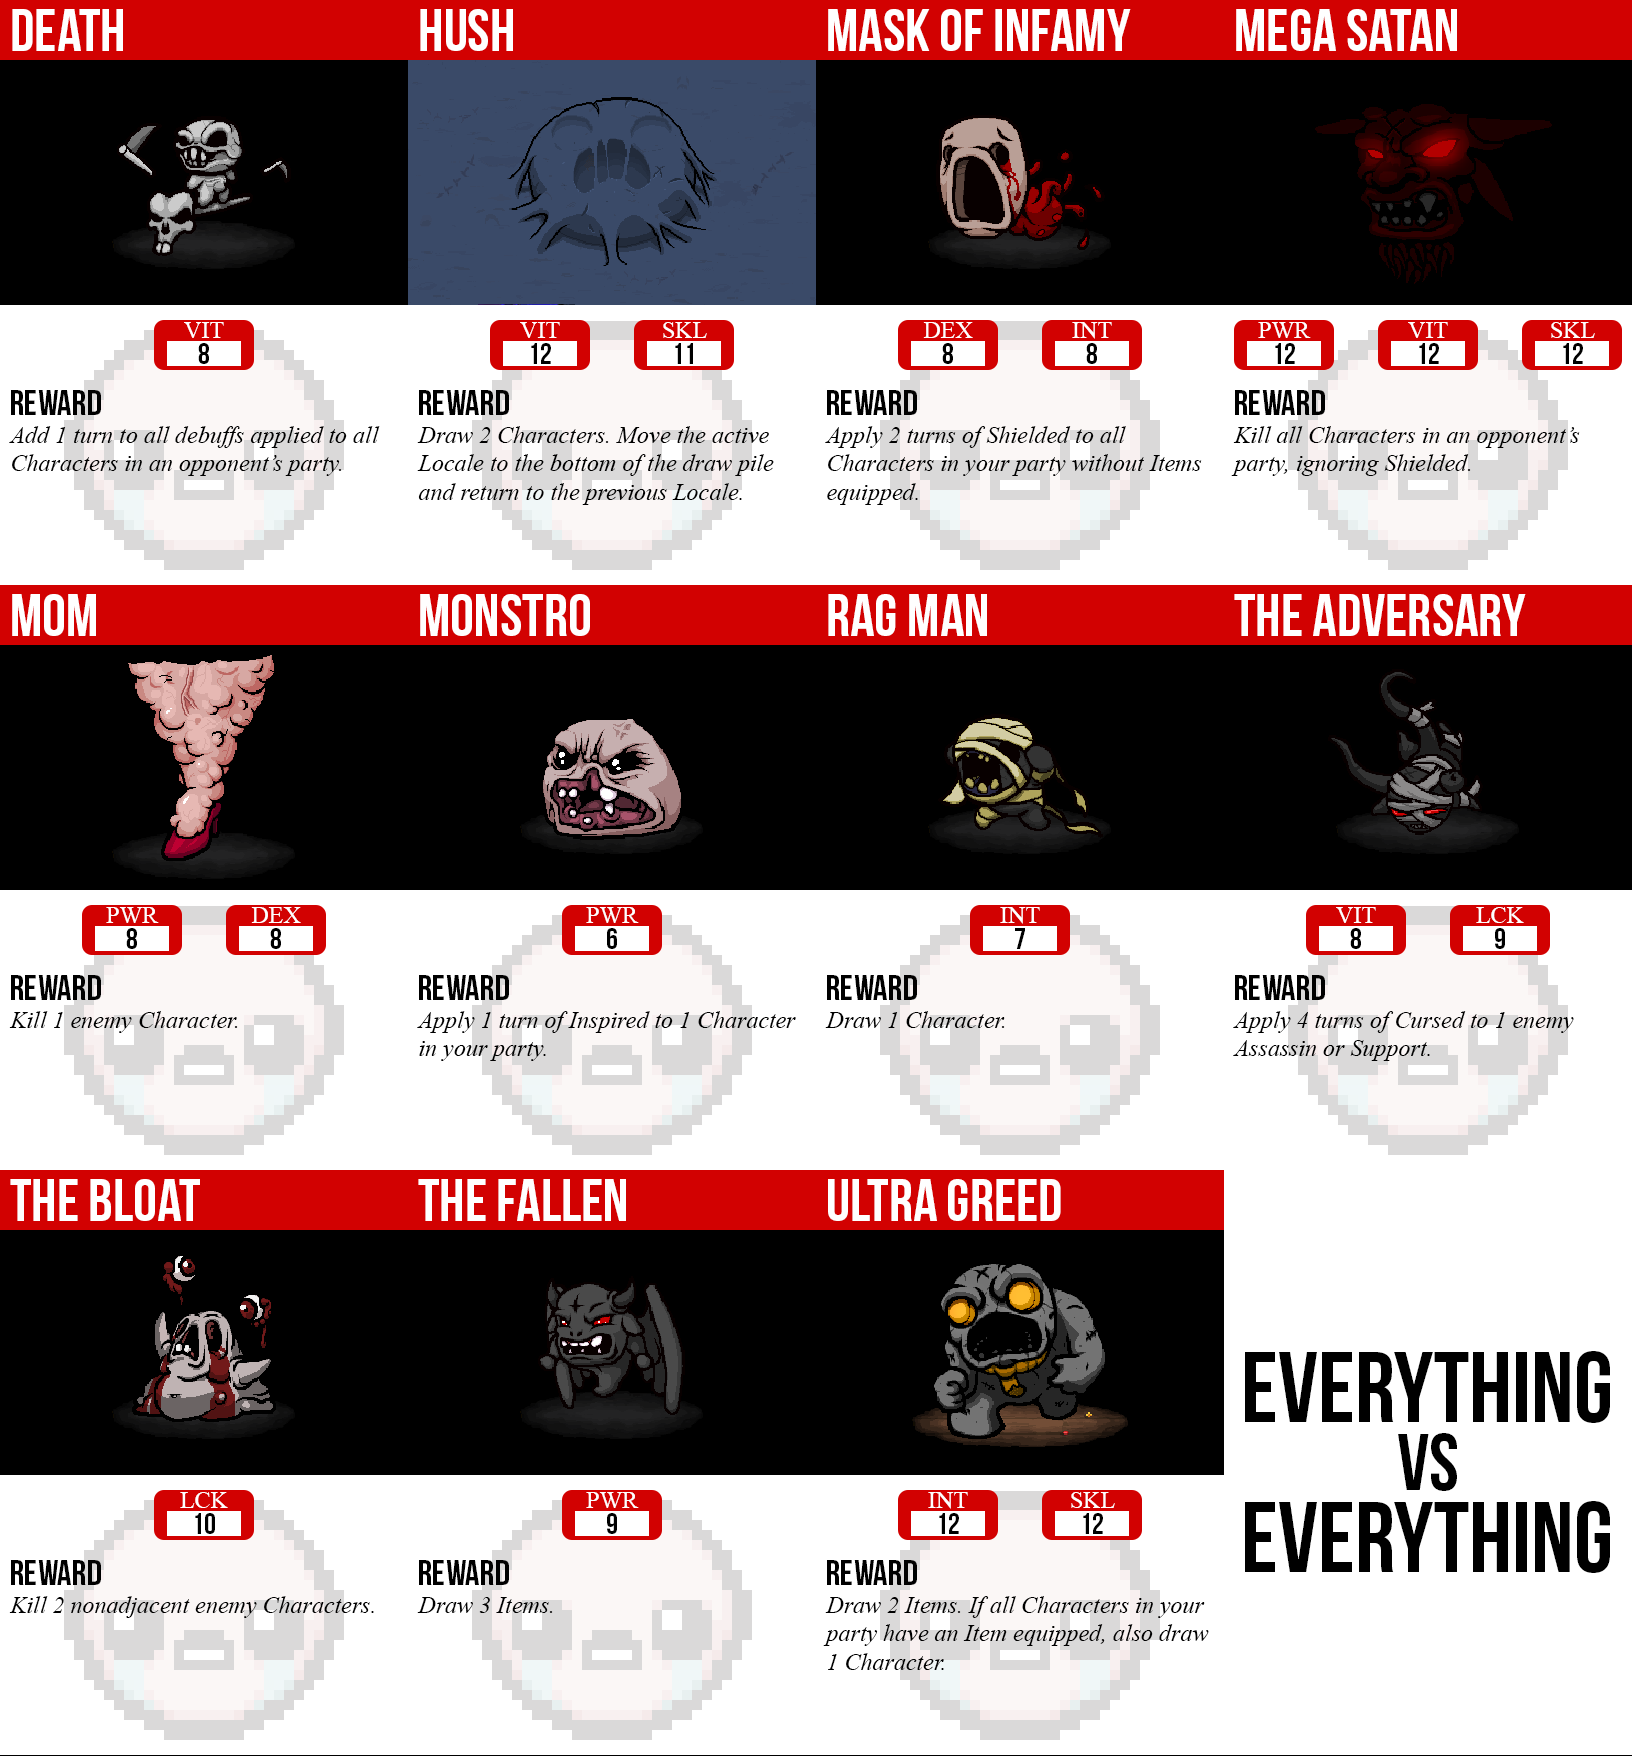 DEATH
VIT
8
REWARD
Add 1 turn to all debuffs applied to all
Characters in an opponent's party.
HUSH
VIT
12
SKL
11
REWARD
Draw 2 Characters. Move the active
Locale to the bottom of the draw pile
and return to the previous Locale.
MASK OF INFAMY
DEX
8
INT
8
REWARD
Apply 2 turns of Shielded to all
Characters in your party without Items
equipped.
MEGA SATAN
PWR
12
VIT
12
SKL
12
REWARD
Kill all Characters in an opponent's
party, ignoring Shielded.
MOM
PWR
8
DEX
8
REWARD
Kill 1 enemy Character.
MONSTRO
PWR
6
REWARD
Apply 1 turn of Inspired to 1 Character
in your party.
RAG MAN
INT
7
REWARD
Draw 1 Character.
THE ADVERSARY
VIT
8
LCK
9
REWARD
Apply 4 turns of Cursed to 1 enemy
Assassin or Support.
THE BLOAT
LCK
10
REWARD
Kill 2 nonadjacent enemy Characters.
THE FALLEN
PWR
9
REWARD
Draw 3 Items.
ULTRA GREED
INT
12
SKL
12
REWARD
Draw 2 Items. If all Characters in your
party have an Item equipped, also draw
1 Character.
EVERYTHING
VS
EVERYTHING